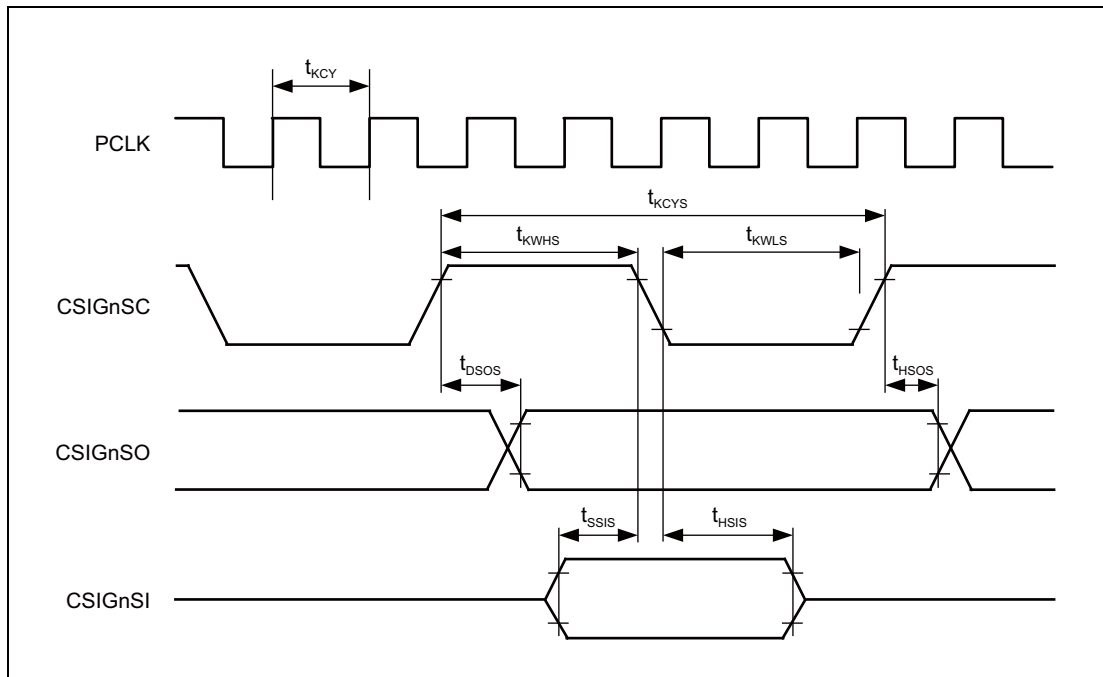 tKCY
PCLK
tKCYS
tKWHS
tKWLS
CSIGnSC
tDSOS
tHSOS
CSIGnSO
tSSIS
tHSIS
CSIGnSI